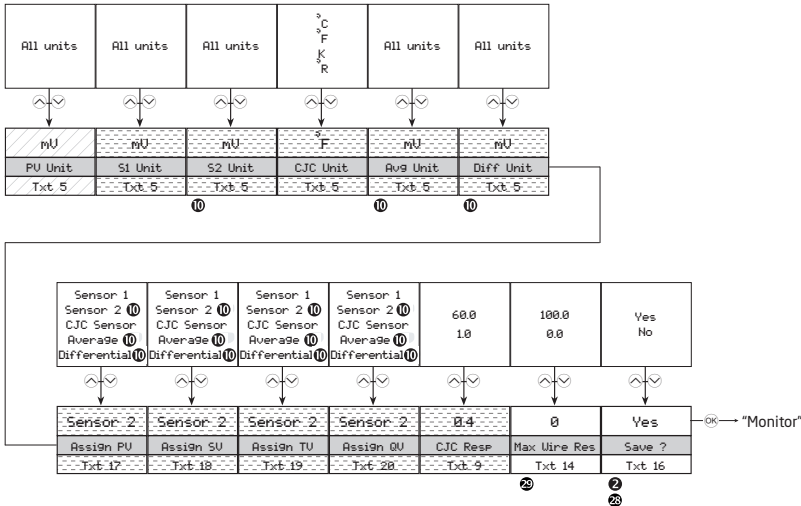 All units All units All units °C All units All units
°F
K
°R
mV mV mV °F mV mV
PV Unit S1 Unit S2 Unit CJC Unit Avg Unit Diff Unit
Txt 5 Txt 5 Txt 5 Txt 5 Txt 5 Txt 5
10 10 10
Sensor 1 Sensor 1 Sensor 1 Sensor 1
Sensor 2 10 Sensor 2 10 Sensor 2 10 Sensor 2 10 60.0 100.0 Yes
CJC Sensor CJC Sensor CJC Sensor CJC Sensor 1.0 0.0 No
Average 10 Average 10 Average 10 Average 10
Differential 10 Differential 10 Differential 10 Differential 10
Sensor 2 Sensor 2 Sensor 2 Sensor 2 0.4 0 Yes OK "Monitor"
Assign PV Assign SV Assign TV Assign QV CJC Resp Max Wire Res Save ?
Txt 17 Txt 18 Txt 19 Txt 20 Txt 9 Txt 14 Txt 16
29 2
28